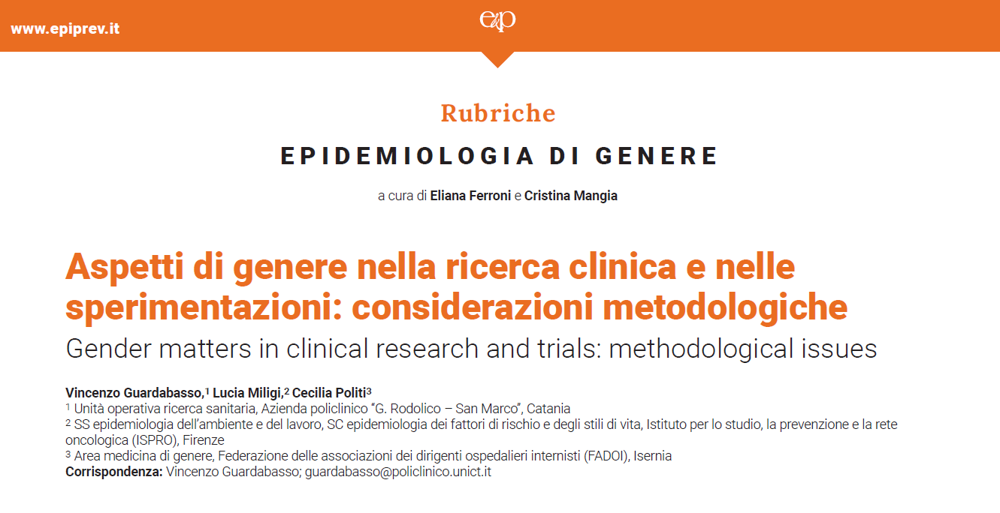 www.epiprev.it
e&p
Rubriche
EPIDEMIOLOGIA DI GENERE
a cura di Eliana Ferroni e Cristina Mangia
Aspetti di genere nella ricerca clinica e nelle
sperimentazioni: considerazioni metodologiche
Gender matters in clinical research and trials: methodological issues
Vincenzo Guardabasso,¹ Lucia Miligi,² Cecilia Politi³
¹ Unità operativa ricerca sanitaria, Azienda policlinico “G. Rodolico – San Marco”, Catania
² SS epidemiologia dell’ambiente e del lavoro, SC epidemiologia dei fattori di rischio e degli stili di vita, Istituto per lo studio, la prevenzione e la rete
oncologica (ISPRO), Firenze
³ Area medicina di genere, Federazione delle associazioni dei dirigenti ospedalieri internisti (FADOI), Isernia
Corrispondenza: Vincenzo Guardabasso; guardabasso@policlinico.unict.it